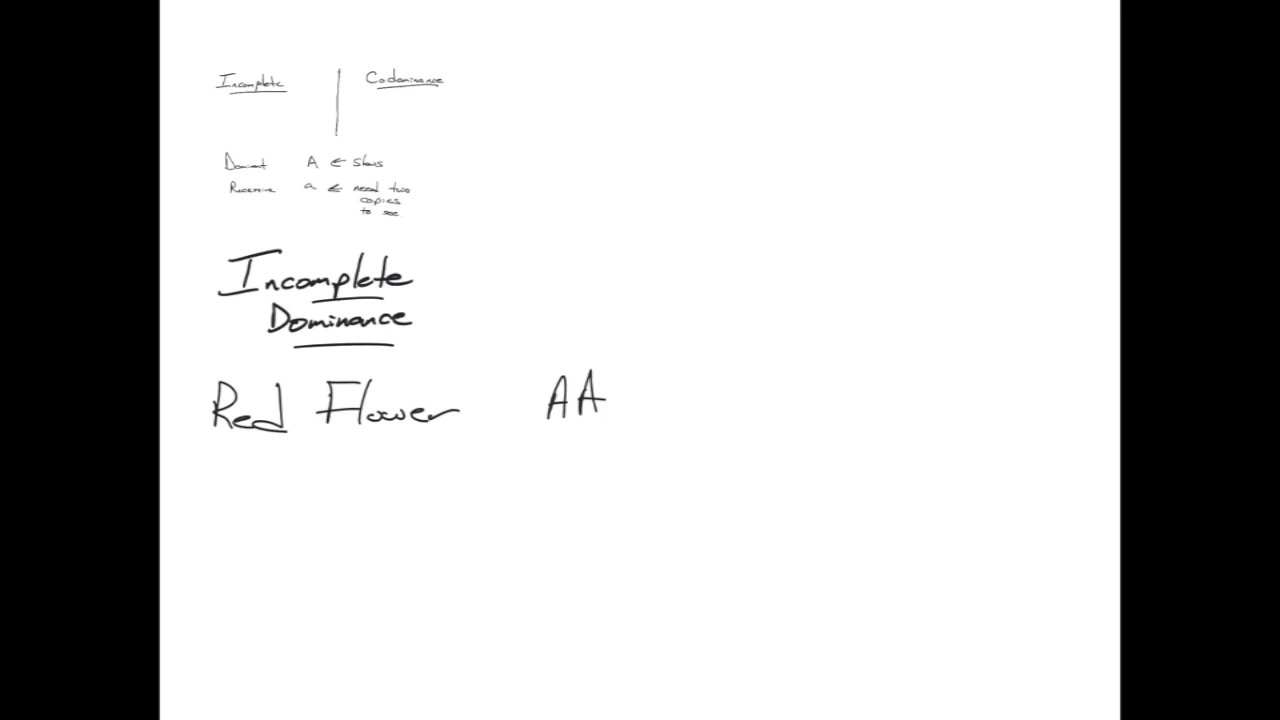 Incomplete | Codominance
Dominant A ← shows
Recessive a ← need two
copies
to see.
Incomplete
Dominance
Red Flower AA